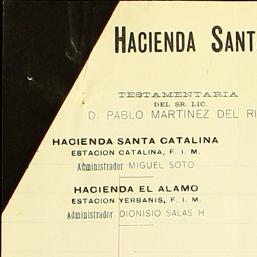 HACIENDA SANT
TESTAMENTARIA
DEL SR. LIC.
D. PABLO MARTINEZ DEL RI
HACIENDA SANTA CATALINA
ESTACION CATALINA, F. I. M.
Administrador MIGUEL SOTO
HACIENDA EL ALAMO
ESTACION YERBANIS, F. I. M.
Administrador DIONISIO SALAS H